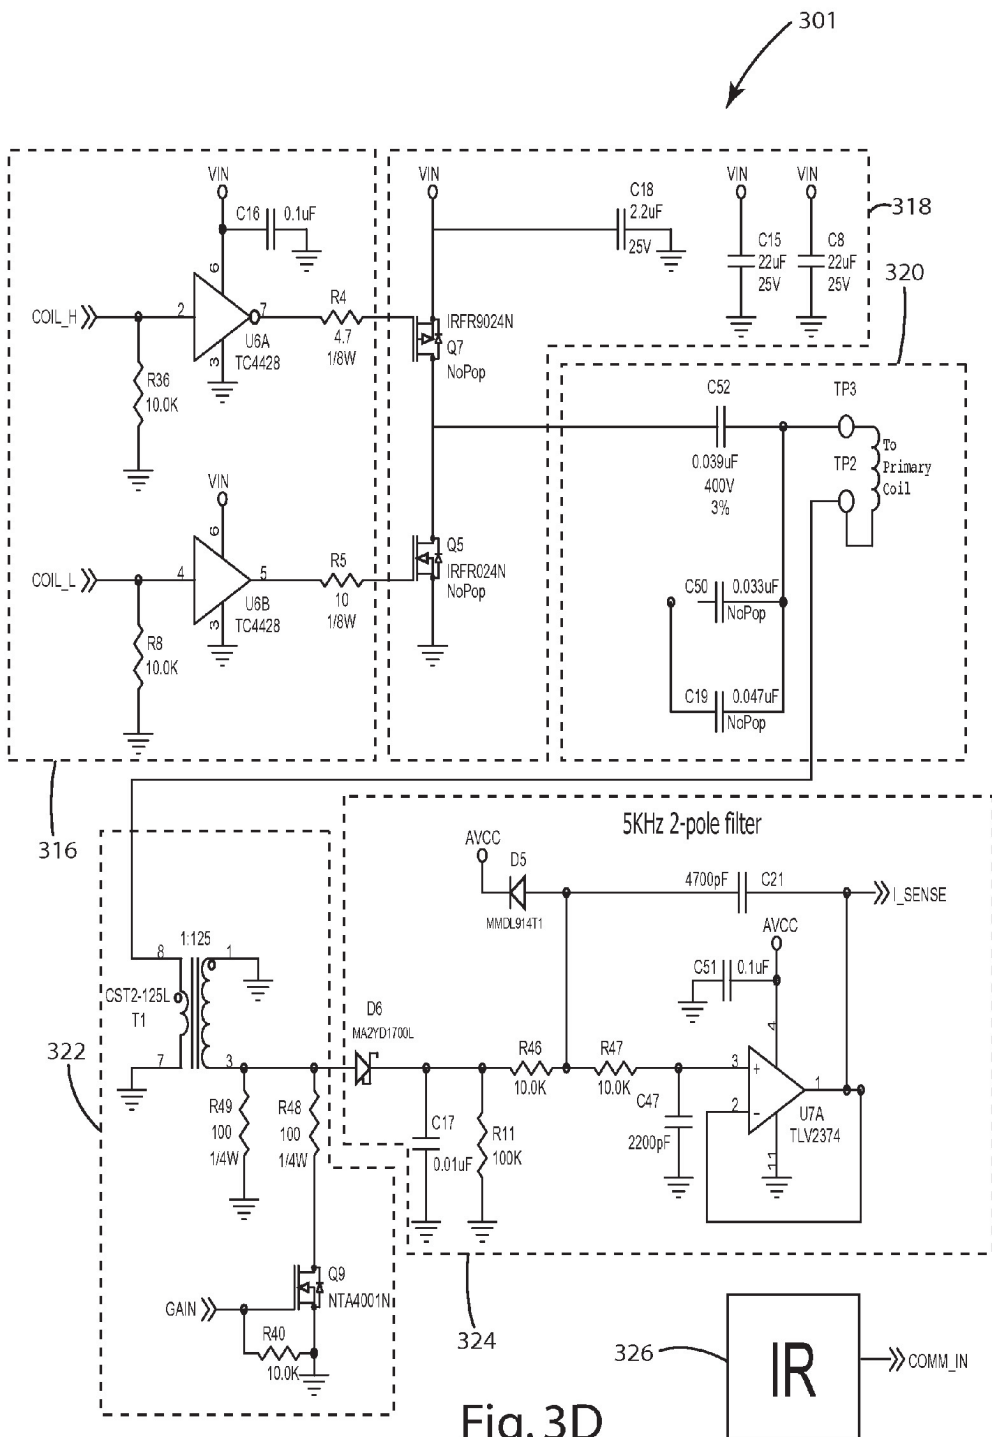 301
VIN
C16 0.1uF
6
COIL_H
2
7
U6A
TC4428
3
R36
10.0K
R4
4.7
1/8W
VIN
IRFR9024N
Q7
NoPop
C18
2.2uF
25V
VIN
C15
22uF
25V
VIN
C8
22uF
25V
318
320
VIN
6
COIL_L
4
5
U6B
TC4428
3
R8
10.0K
R5
10
1/8W
Q5
IRFR024N
NoPop
C52
0.039uF
400V
3%
TP3
TP2
To
Primary
Coil
C50 0.033uF
NoPop
C19 0.047uF
NoPop
316
5KHz 2-pole filter
AVCC
D5
MMDL914T1
4700pF C21
I_SENSE
AVCC
C51 0.1uF
4
8
1:125
1
CST2-125L
T1
7
3
322
D6
MA2YD1700L
R46
10.0K
R47
10.0K
3
+
2
-
1
U7A
TLV2374
11
C47
2200pF
R49
100
1/4W
R48
100
1/4W
C17
0.01uF
R11
100K
Q9
NTA4001N
GAIN
R40
10.0K
324
326
IR
COMM_IN
Fig. 3D